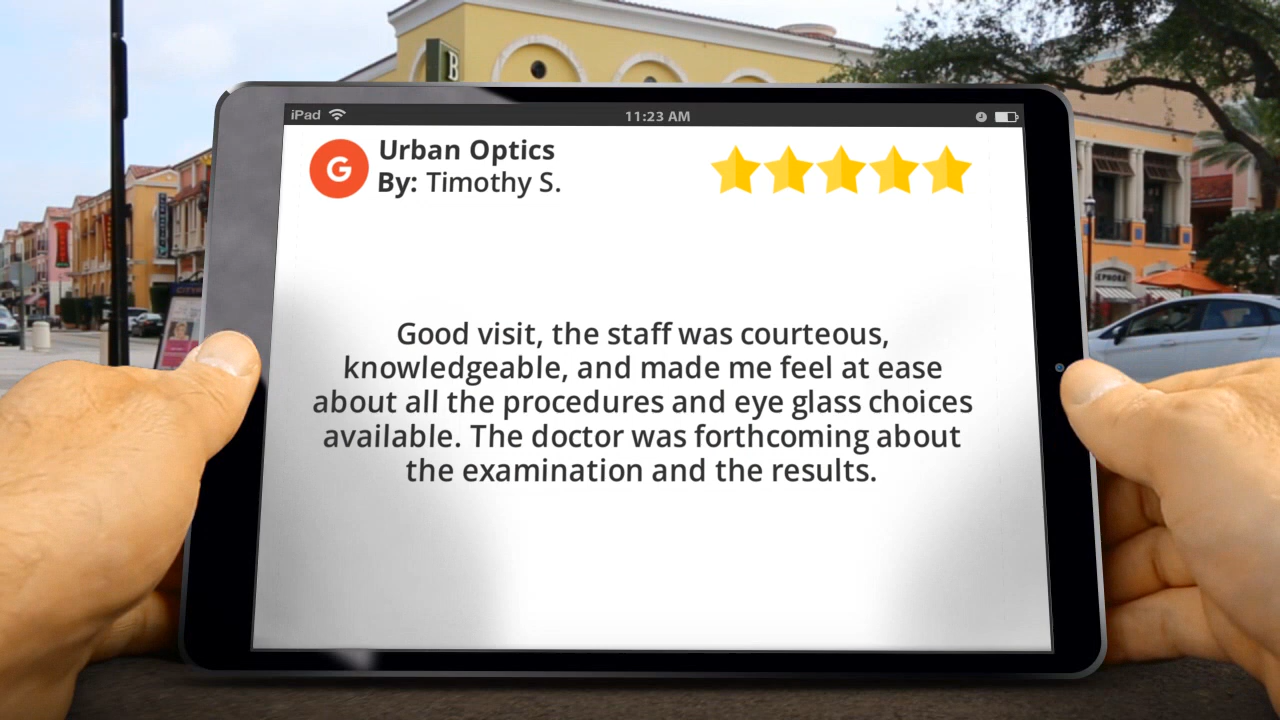 B
iPad
11:23 AM
G
Urban Optics
By: Timothy S.
Good visit, the staff was courteous,
knowledgeable, and made me feel at ease
about all the procedures and eye glass choices
available. The doctor was forthcoming about
the examination and the results.
SEPHORA